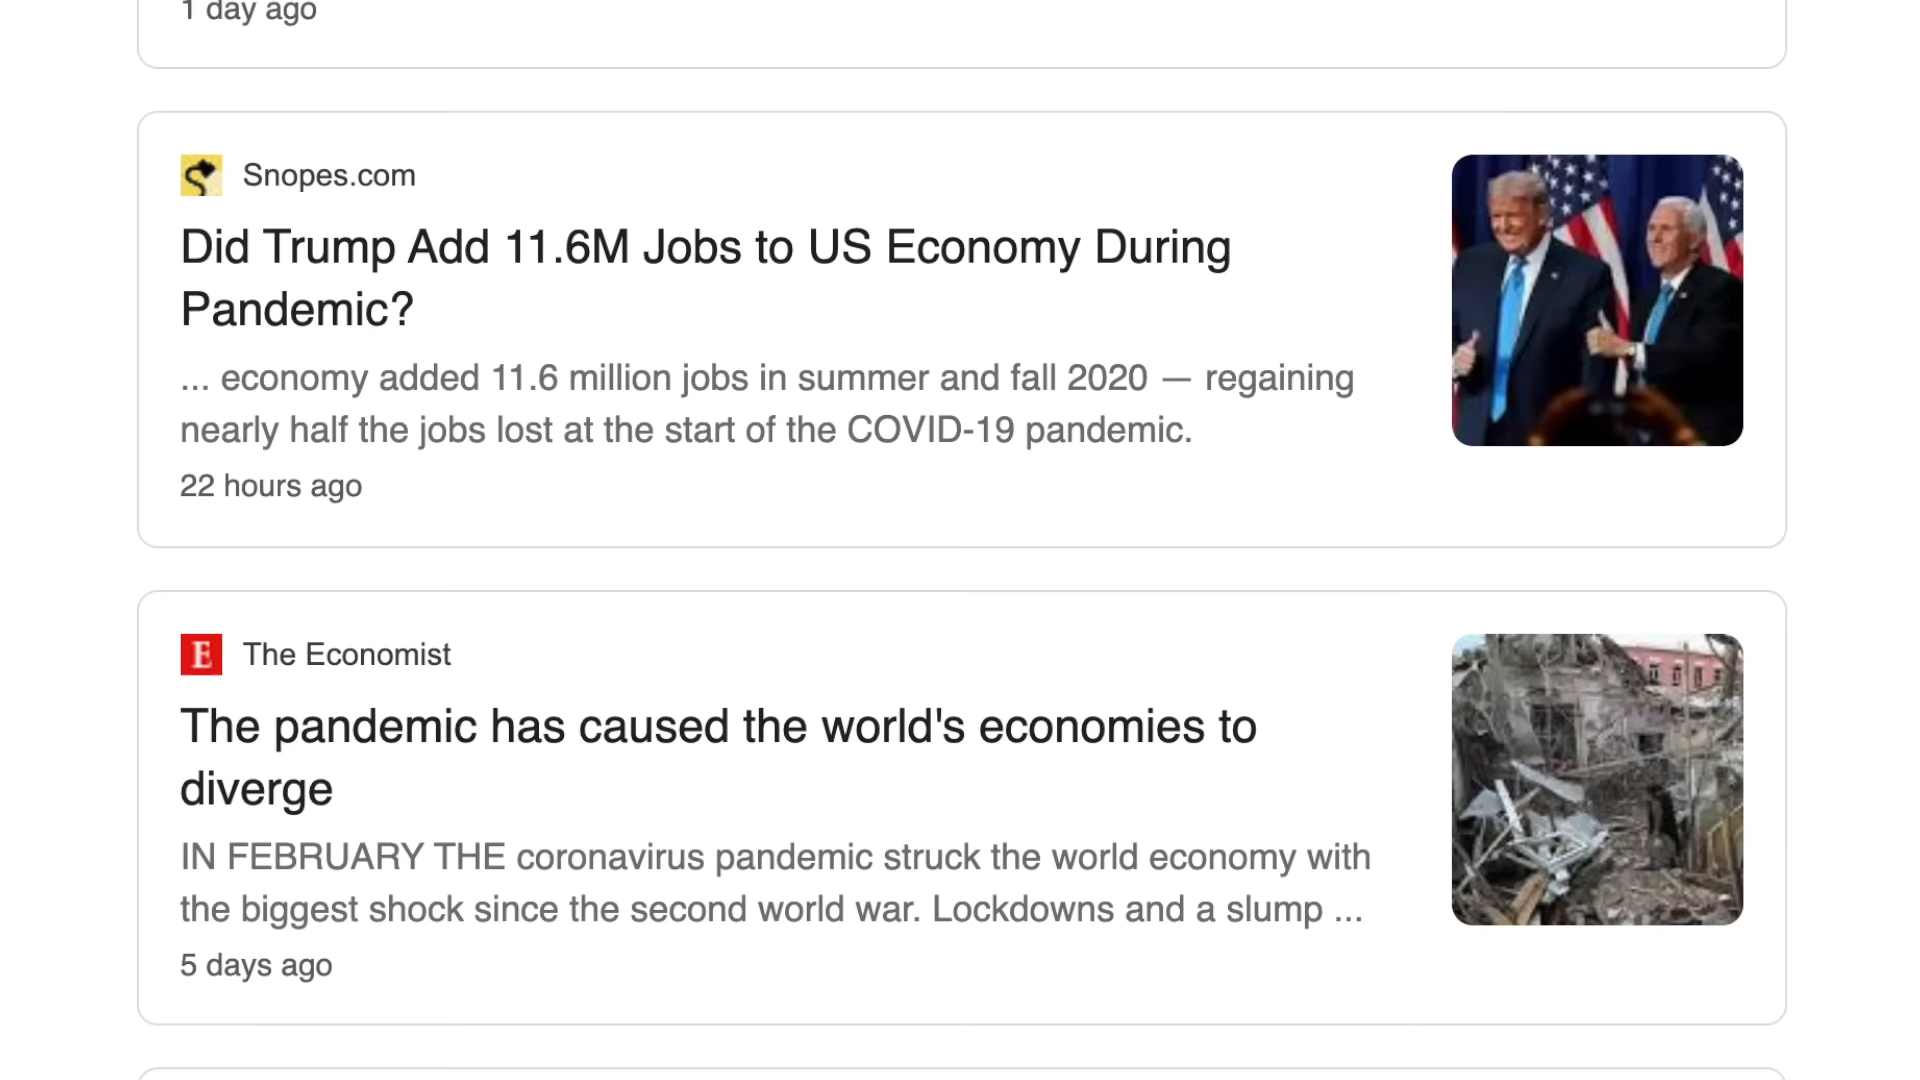 1 day ago
Snopes.com
Did Trump Add 11.6M Jobs to US Economy During
Pandemic?
... economy added 11.6 million jobs in summer and fall 2020 — regaining
nearly half the jobs lost at the start of the COVID-19 pandemic.
22 hours ago
E The Economist
The pandemic has caused the world's economies to
diverge
IN FEBRUARY THE coronavirus pandemic struck the world economy with
the biggest shock since the second world war. Lockdowns and a slump ...
5 days ago